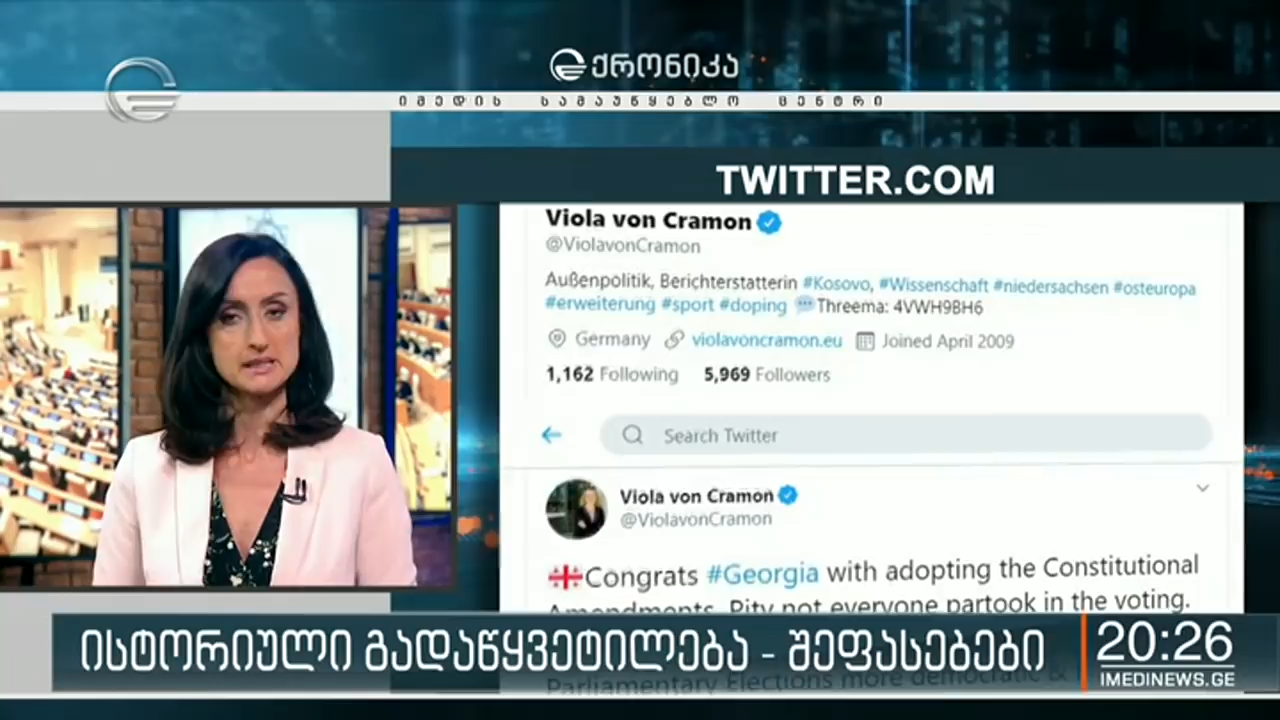 ქრონიკა
იმედის სამაუწყებლო ცენტრი
TWITTER.COM
Viola von Cramon
@ViolavonCramon
Außenpolitik, Berichterstatterin #Kosovo, #Wissenschaft #niedersachsen #osteuropa
#erweiterung #sport #doping 💬Threema: 4VWH9BH6
Germany violavoncramon.eu Joined April 2009
1,162 Following 5,969 Followers
Search Twitter
Viola von Cramon
@ViolavonCramon
🇬🇪Congrats #Georgia with adopting the Constitutional
Amendments. Pity not everyone partook in the voting.
ისტორიული გადაწყვეტილება - შეფასებები
20:26
IMEDINEWS.GE
Parliamentary Elections more democratic &